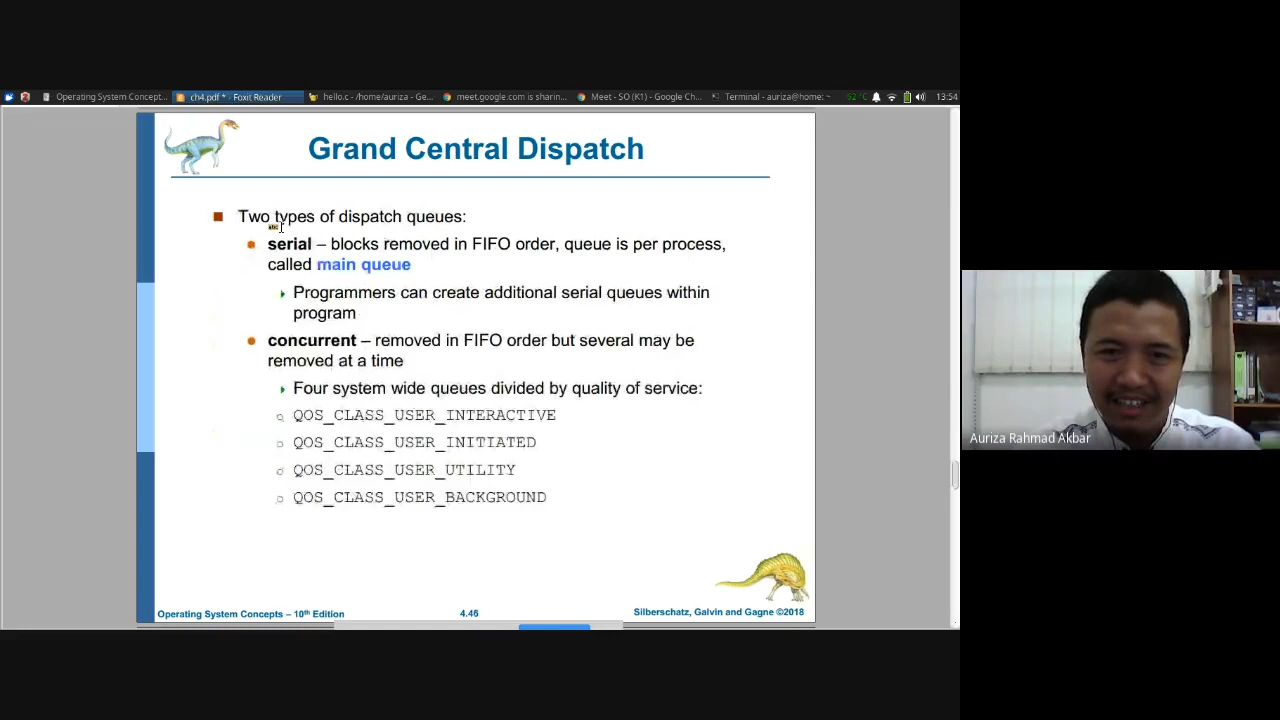 Operating System Concept...
ch4.pdf * - Foxit Reader
hello.c - /home/auriza - Ge...
meet.google.com is sharin...
Meet - SO (K1) - Google Ch...
Terminal - auriza@home: ~
62 °C
13:54
Grand Central Dispatch
Two types of dispatch queues:
serial – blocks removed in FIFO order, queue is per process,
called main queue
Programmers can create additional serial queues within
program
concurrent – removed in FIFO order but several may be
removed at a time
Four system wide queues divided by quality of service:
QOS_CLASS_USER_INTERACTIVE
QOS_CLASS_USER_INITIATED
QOS_CLASS_USER_UTILITY
QOS_CLASS_USER_BACKGROUND
Operating System Concepts – 10th Edition
4.46
Silberschatz, Galvin and Gagne ©2018
Auriza Rahmad Akbar